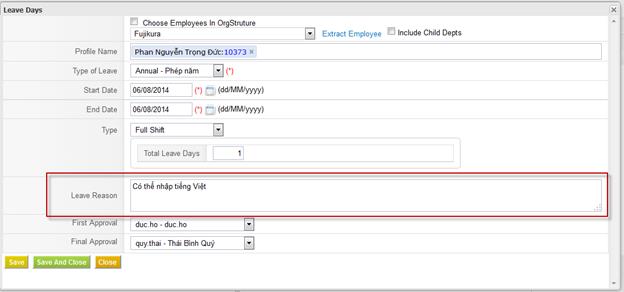 Leave Days
Choose Employees In OrgStruture
Fujikura Extract Employee Include Child Depts
Profile Name Phan Nguyễn Trọng Đức:10373 ×
Type of Leave Annual - Phép năm (*)
Start Date 06/08/2014 (*) (dd/MM/yyyy)
End Date 06/08/2014 (*) (dd/MM/yyyy)
Type Full Shift
Total Leave Days 1
Leave Reason Có thể nhập tiếng Việt
First Approval duc.ho - duc.ho
Final Approval quy.thai - Thái Bình Quý
Save Save And Close Close